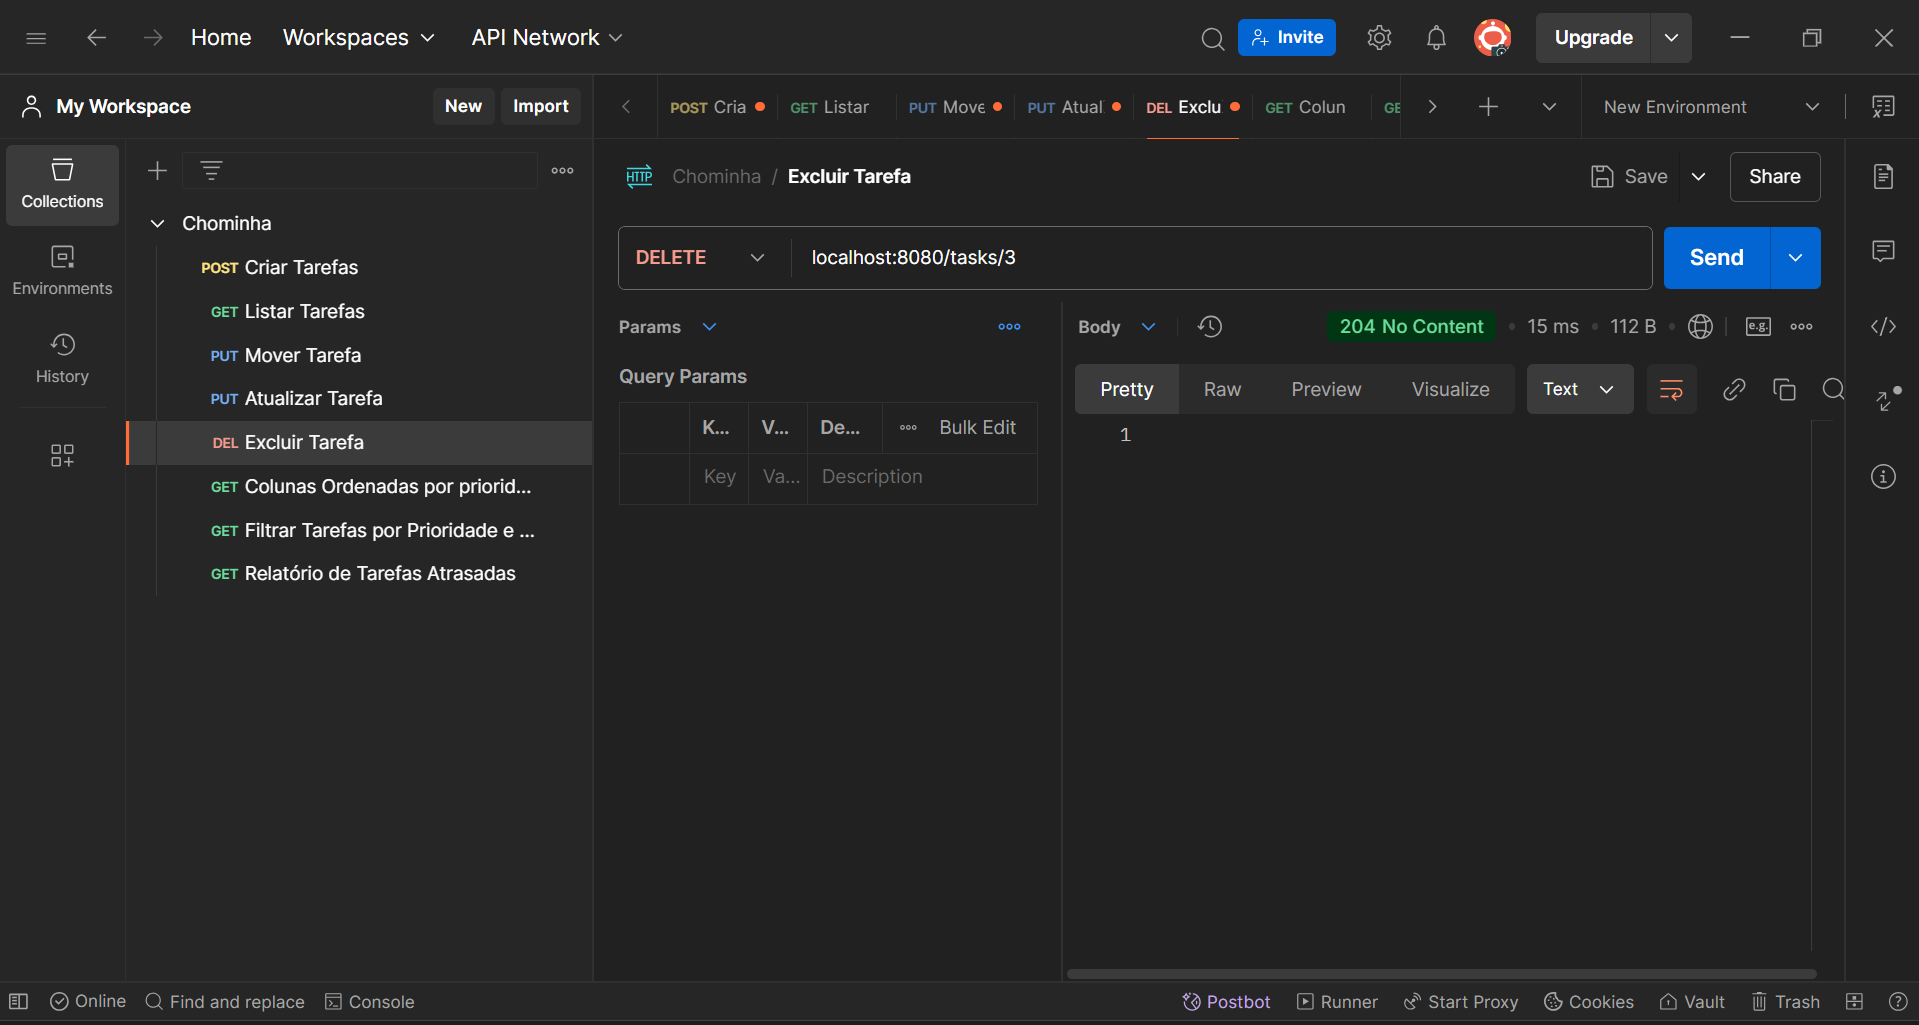 Home Workspaces API Network Invite Upgrade
My Workspace New Import
POST Cria GET Listar PUT Move PUT Atual DEL Exclu GET Colun GE New Environment
Collections
Environments
History
Chominha
POST Criar Tarefas
GET Listar Tarefas
PUT Mover Tarefa
PUT Atualizar Tarefa
DEL Excluir Tarefa
GET Colunas Ordenadas por priorid...
GET Filtrar Tarefas por Prioridade e ...
GET Relatório de Tarefas Atrasadas
HTTP Chominha / Excluir Tarefa Save Share
DELETE localhost:8080/tasks/3 Send
Params
Query Params
K... V... De... Bulk Edit
Key Va... Description
Body 204 No Content 15 ms 112 B e.g.
Pretty Raw Preview Visualize Text
1
Online Find and replace Console Postbot Runner Start Proxy Cookies Vault Trash